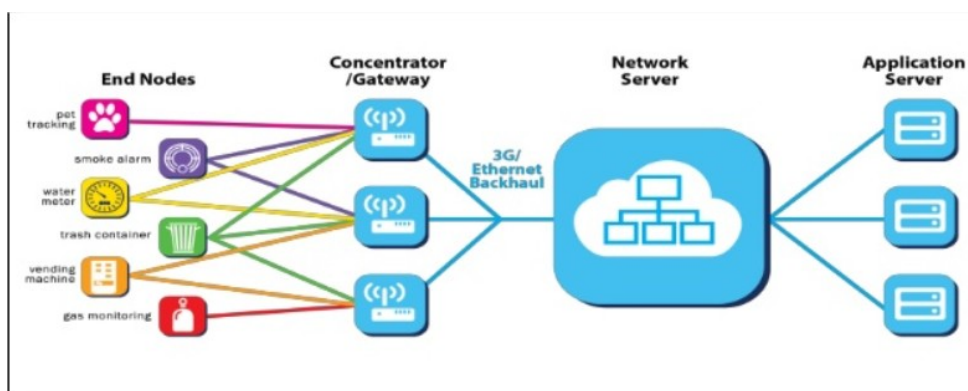 End Nodes
Concentrator
/Gateway
Network
Server
Application
Server
pet
tracking
smoke alarm
water
meter
trash container
vending
machine
gas monitoring
3G/
Ethernet
Backhaul